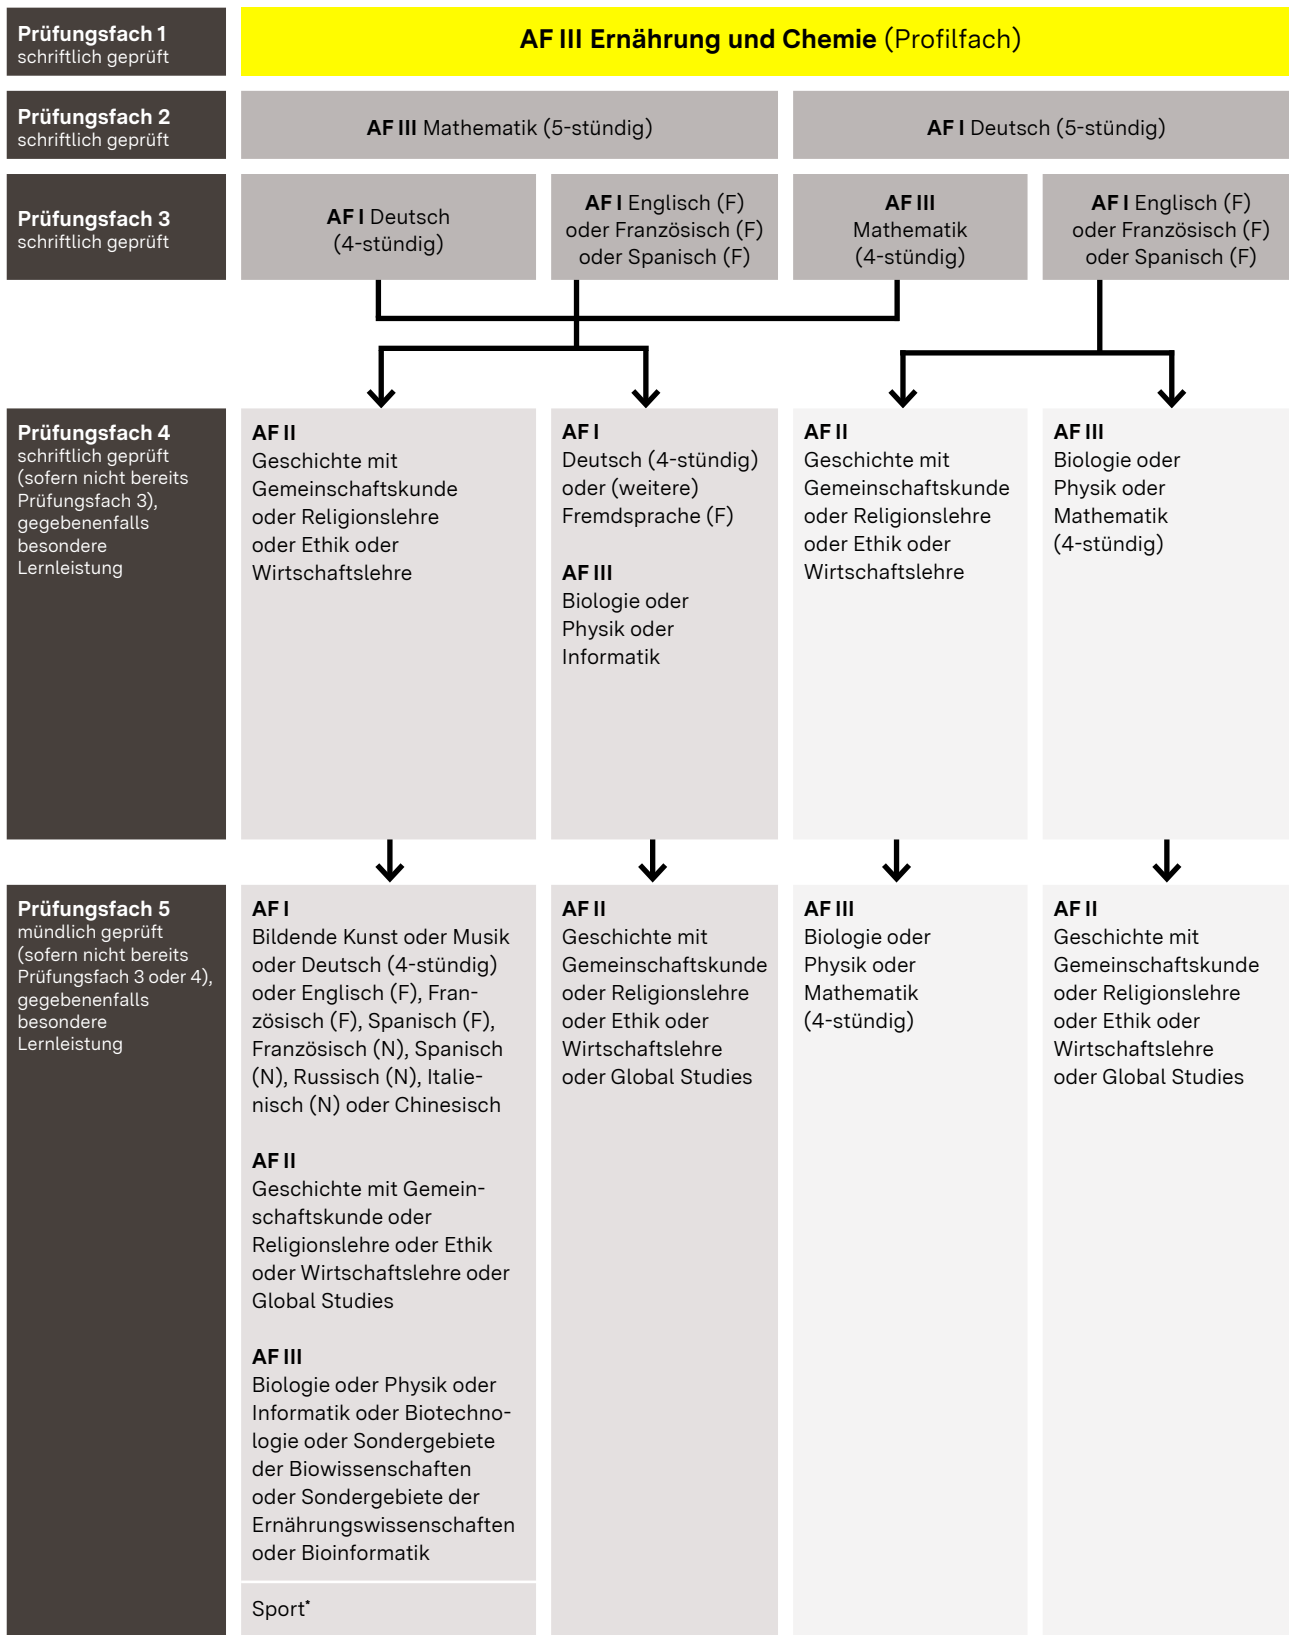 Prüfungsfach 1
schriftlich geprüft
AF III Ernährung und Chemie (Profilfach)
Prüfungsfach 2
schriftlich geprüft
AF III Mathematik (5-stündig)
AF I Deutsch (5-stündig)
Prüfungsfach 3
schriftlich geprüft
AF I Deutsch
(4-stündig)
AF I Englisch (F)
oder Französisch (F)
oder Spanisch (F)
AF III
Mathematik
(4-stündig)
AF I Englisch (F)
oder Französisch (F)
oder Spanisch (F)
Prüfungsfach 4
schriftlich geprüft
(sofern nicht bereits
Prüfungsfach 3),
gegebenenfalls
besondere
Lernleistung
AF II
Geschichte mit
Gemeinschaftskunde
oder Religionslehre
oder Ethik oder
Wirtschaftslehre
AF I
Deutsch (4-stündig)
oder (weitere)
Fremdsprache (F)
AF III
Biologie oder
Physik oder
Informatik
AF II
Geschichte mit
Gemeinschaftskunde
oder Religionslehre
oder Ethik oder
Wirtschaftslehre
AF III
Biologie oder
Physik oder
Mathematik
(4-stündig)
Prüfungsfach 5
mündlich geprüft
(sofern nicht bereits
Prüfungsfach 3 oder 4),
gegebenenfalls
besondere
Lernleistung
AF I
Bildende Kunst oder Musik
oder Deutsch (4-stündig)
oder Englisch (F), Fran-
zösisch (F), Spanisch (F),
Französisch (N), Spanisch
(N), Russisch (N), Italie-
nisch (N) oder Chinesisch
AF II
Geschichte mit Gemein-
schaftskunde oder
Religionslehre oder Ethik
oder Wirtschaftslehre oder
Global Studies
AF III
Biologie oder Physik oder
Informatik oder Biotechno-
logie oder Sondergebiete
der Biowissenschaften
oder Sondergebiete der
Ernährungswissenschaften
oder Bioinformatik
Sport*
AF II
Geschichte mit
Gemeinschaftskunde
oder Religionslehre
oder Ethik oder
Wirtschaftslehre
oder Global Studies
AF III
Biologie oder
Physik oder
Mathematik
(4-stündig)
AF II
Geschichte mit
Gemeinschaftskunde
oder Religionslehre
oder Ethik oder
Wirtschaftslehre
oder Global Studies